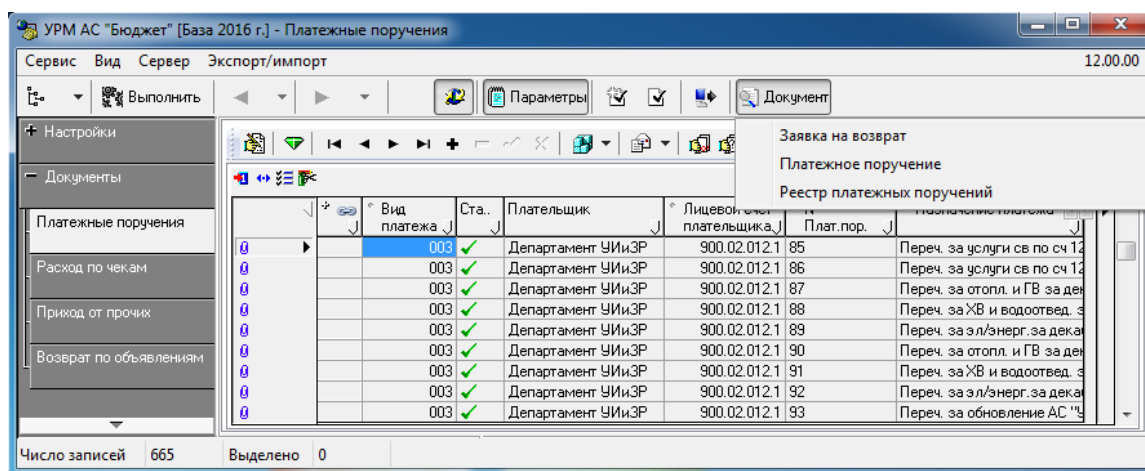 УРМ АС "Бюджет" [База 2016 г.] - Платежные поручения
Сервис Вид Сервер Экспорт/импорт 12.00.00
Выполнить Параметры Документ
Заявка на возврат
Платежное поручение
Реестр платежных поручений
Настройки
Документы
Платежные поручения
Расход по чекам
Приход от прочих
Возврат по объявлениям
Вид платежа Ста.. Плательщик Лицевой счет плательщика N Плат.пор. Назначение платежа
003 Департамент УИиЗР 900.02.012.1 85 Переч. за услуги св по сч 12
003 Департамент УИиЗР 900.02.012.1 86 Переч. за услуги св по сч 12
003 Департамент УИиЗР 900.02.012.1 87 Переч. за отопл. и ГВ за дек
003 Департамент УИиЗР 900.02.012.1 88 Переч. за ХВ и водоотвед. з
003 Департамент УИиЗР 900.02.012.1 89 Переч. за эл/энерг.за дека
003 Департамент УИиЗР 900.02.012.1 90 Переч. за отопл. и ГВ за дек
003 Департамент УИиЗР 900.02.012.1 91 Переч. за ХВ и водоотвед. з
003 Департамент УИиЗР 900.02.012.1 92 Переч. за эл/энерг.за дека
003 Департамент УИиЗР 900.02.012.1 93 Переч. за обновление АС "У
Число записей 665 Выделено 0